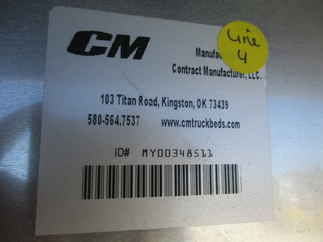 CM
Line
4
Manufa
Contract Manufacturer, LLC.
103 Titan Road, Kingston, OK 73439
580-564.7537 www.cmtruckbeds.com
ID# MY00348511